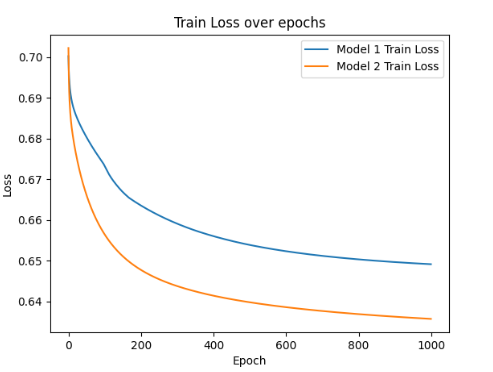 Train Loss over epochs
Model 1 Train Loss
Model 2 Train Loss
0.70
0.69
0.68
0.67
0.66
0.65
0.64
Loss
0 200 400 600 800 1000
Epoch